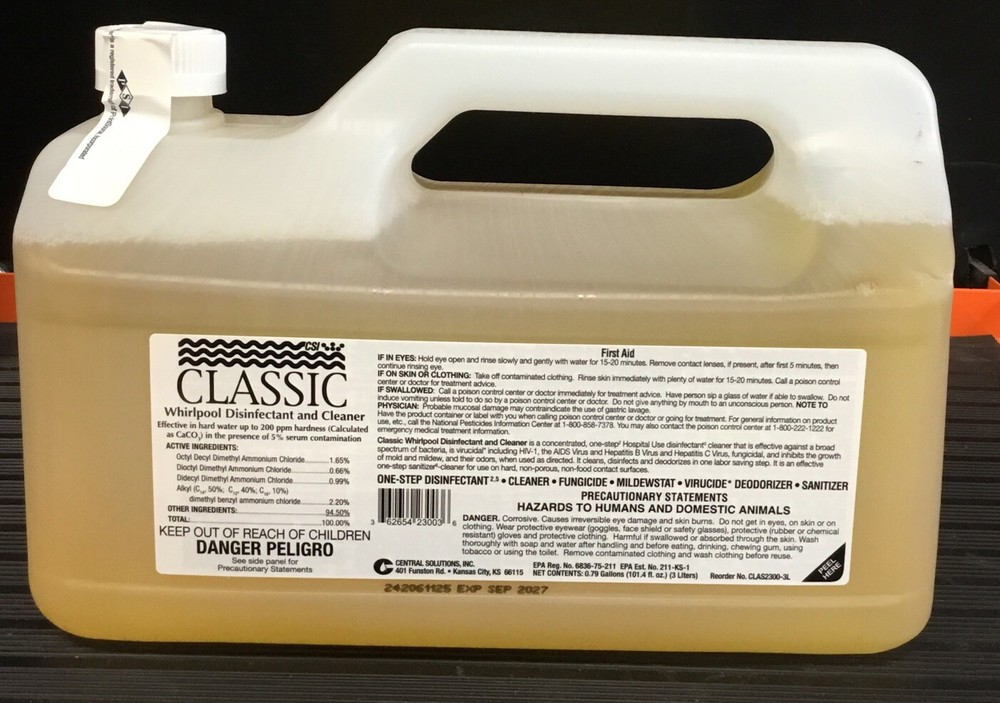 is a registered tradem
PSI
of PrintSource, Incorporated
CSI
CLASSIC
Whirlpool Disinfectant and Cleaner
Effective in hard water up to 200 ppm hardness (Calculated
as CaCO3) in the presence of 5% serum contamination
ACTIVE INGREDIENTS:
Octyl Decyl Dimethyl Ammonium Chloride 1.65%
Dioctyl Dimethyl Ammonium Chloride 0.66%
Didecyl Dimethyl Ammonium Chloride 0.99%
Alkyl (C14, 50%; C12, 40%; C16, 10%)
dimethyl benzyl ammonium chloride 2.20%
OTHER INGREDIENTS: 94.50%
TOTAL: 100.00%
KEEP OUT OF REACH OF CHILDREN
DANGER PELIGRO
See side panel for
Precautionary Statements
First Aid
IF IN EYES: Hold eye open and rinse slowly and gently with water for 15-20 minutes. Remove contact lenses, if present, after first 5 minutes, then
continue rinsing eye.
IF ON SKIN OR CLOTHING: Take off contaminated clothing. Rinse skin immediately with plenty of water for 15-20 minutes. Call a poison control
center or doctor for treatment advice.
IF SWALLOWED: Call a poison control center or doctor immediately for treatment advice. Have person sip a glass of water if able to swallow. Do not
induce vomiting unless told to do so by a poison control center or doctor. Do not give anything by mouth to an unconscious person. NOTE TO
PHYSICIAN: Probable mucosal damage may contraindicate the use of gastric lavage.
Have the product container or label with you when calling poison control center or doctor or going for treatment. For general information on product
use, etc., call the National Pesticides Information Center at 1-800-858-7378. You may also contact the poison control center at 1-800-222-1222 for
emergency medical treatment information.
Classic Whirlpool Disinfectant and Cleaner is a concentrated, one-step2 Hospital Use disinfectant5 cleaner that is effective against a broad
spectrum of bacteria, is virucidal* including HIV-1, the AIDS Virus and Hepatitis B Virus and Hepatitis C Virus, fungicidal, and inhibits the growth
of mold and mildew, and their odors, when used as directed. It cleans, disinfects and deodorizes in one labor saving step. It is an effective
one-step sanitizer6-cleaner for use on hard, non-porous, non-food contact surfaces.
ONE-STEP DISINFECTANT2,5 • CLEANER • FUNGICIDE • MILDEWSTAT • VIRUCIDE* DEODORIZER • SANITIZER
PRECAUTIONARY STATEMENTS
HAZARDS TO HUMANS AND DOMESTIC ANIMALS
DANGER. Corrosive. Causes irreversible eye damage and skin burns. Do not get in eyes, on skin or on
clothing. Wear protective eyewear (goggles, face shield or safety glasses), protective (rubber or chemical
resistant) gloves and protective clothing. Harmful if swallowed or absorbed through the skin. Wash
thoroughly with soap and water after handling and before eating, drinking, chewing gum, using
tobacco or using the toilet. Remove contaminated clothing and wash clothing before reuse.
3 62654 23003 6
CENTRAL SOLUTIONS, INC.
401 Funston Rd. • Kansas City, KS 66115
EPA Reg. No. 6836-75-211 EPA Est. No. 211-KS-1
NET CONTENTS: 0.79 Gallons (101.4 fl. oz.) (3 Liters)
Reorder No. CLAS2300-3L
PEEL
HERE
242061125 EXP SEP 2027